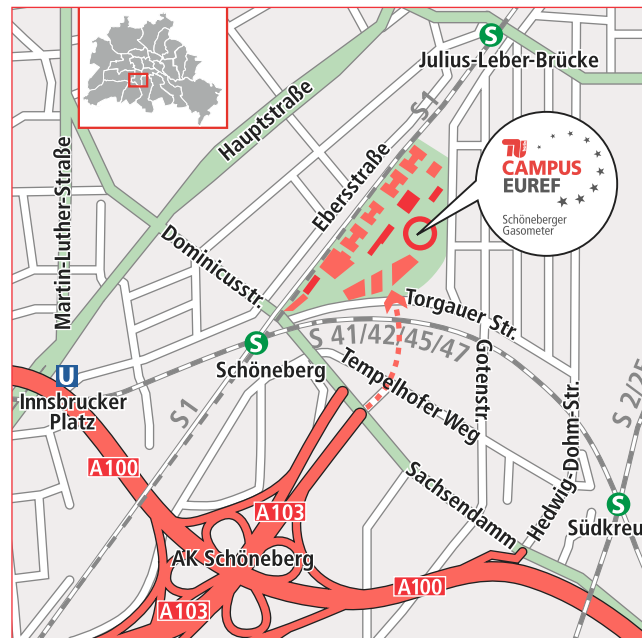 S
Julius-Leber-Brücke
Hauptstraße
S1
Martin-Luther-Straße
Ebersstraße
TU
CAMPUS
EUREF
Schöneberger
Gasometer
Dominicusstr.
Torgauer Str.
S 41/42/45/47
S
Schöneberg
Tempelhofer Weg
Gotenstr.
S 2/25
U
Innsbrucker
Platz
S1
Hedwig-Dohm-Str.
A100
Sachsendamm
S
Südkreu
A103
AK Schöneberg
A100
A103